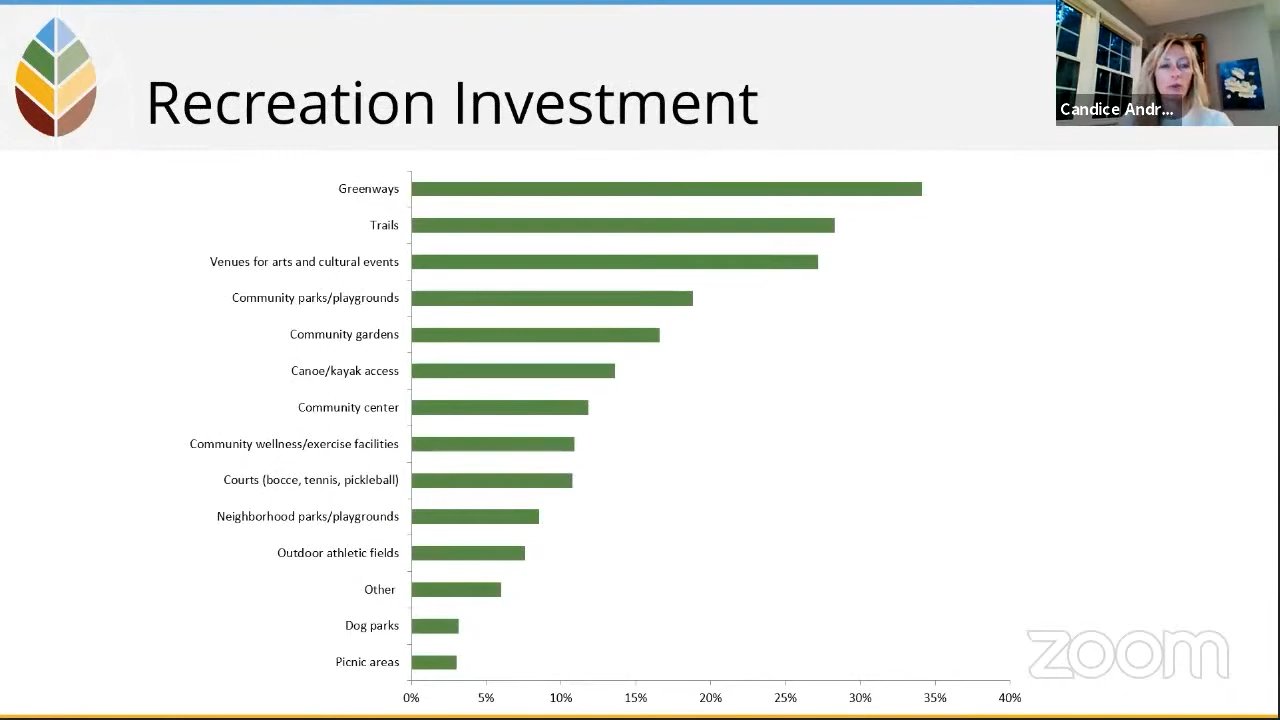 Recreation Investment
Candice Andr...
Greenways
Trails
Venues for arts and cultural events
Community parks/playgrounds
Community gardens
Canoe/kayak access
Community center
Community wellness/exercise facilities
Courts (bocce, tennis, pickleball)
Neighborhood parks/playgrounds
Outdoor athletic fields
Other
Dog parks
Picnic areas
0% 5% 10% 15% 20% 25% 30% 35% 40%
zoom